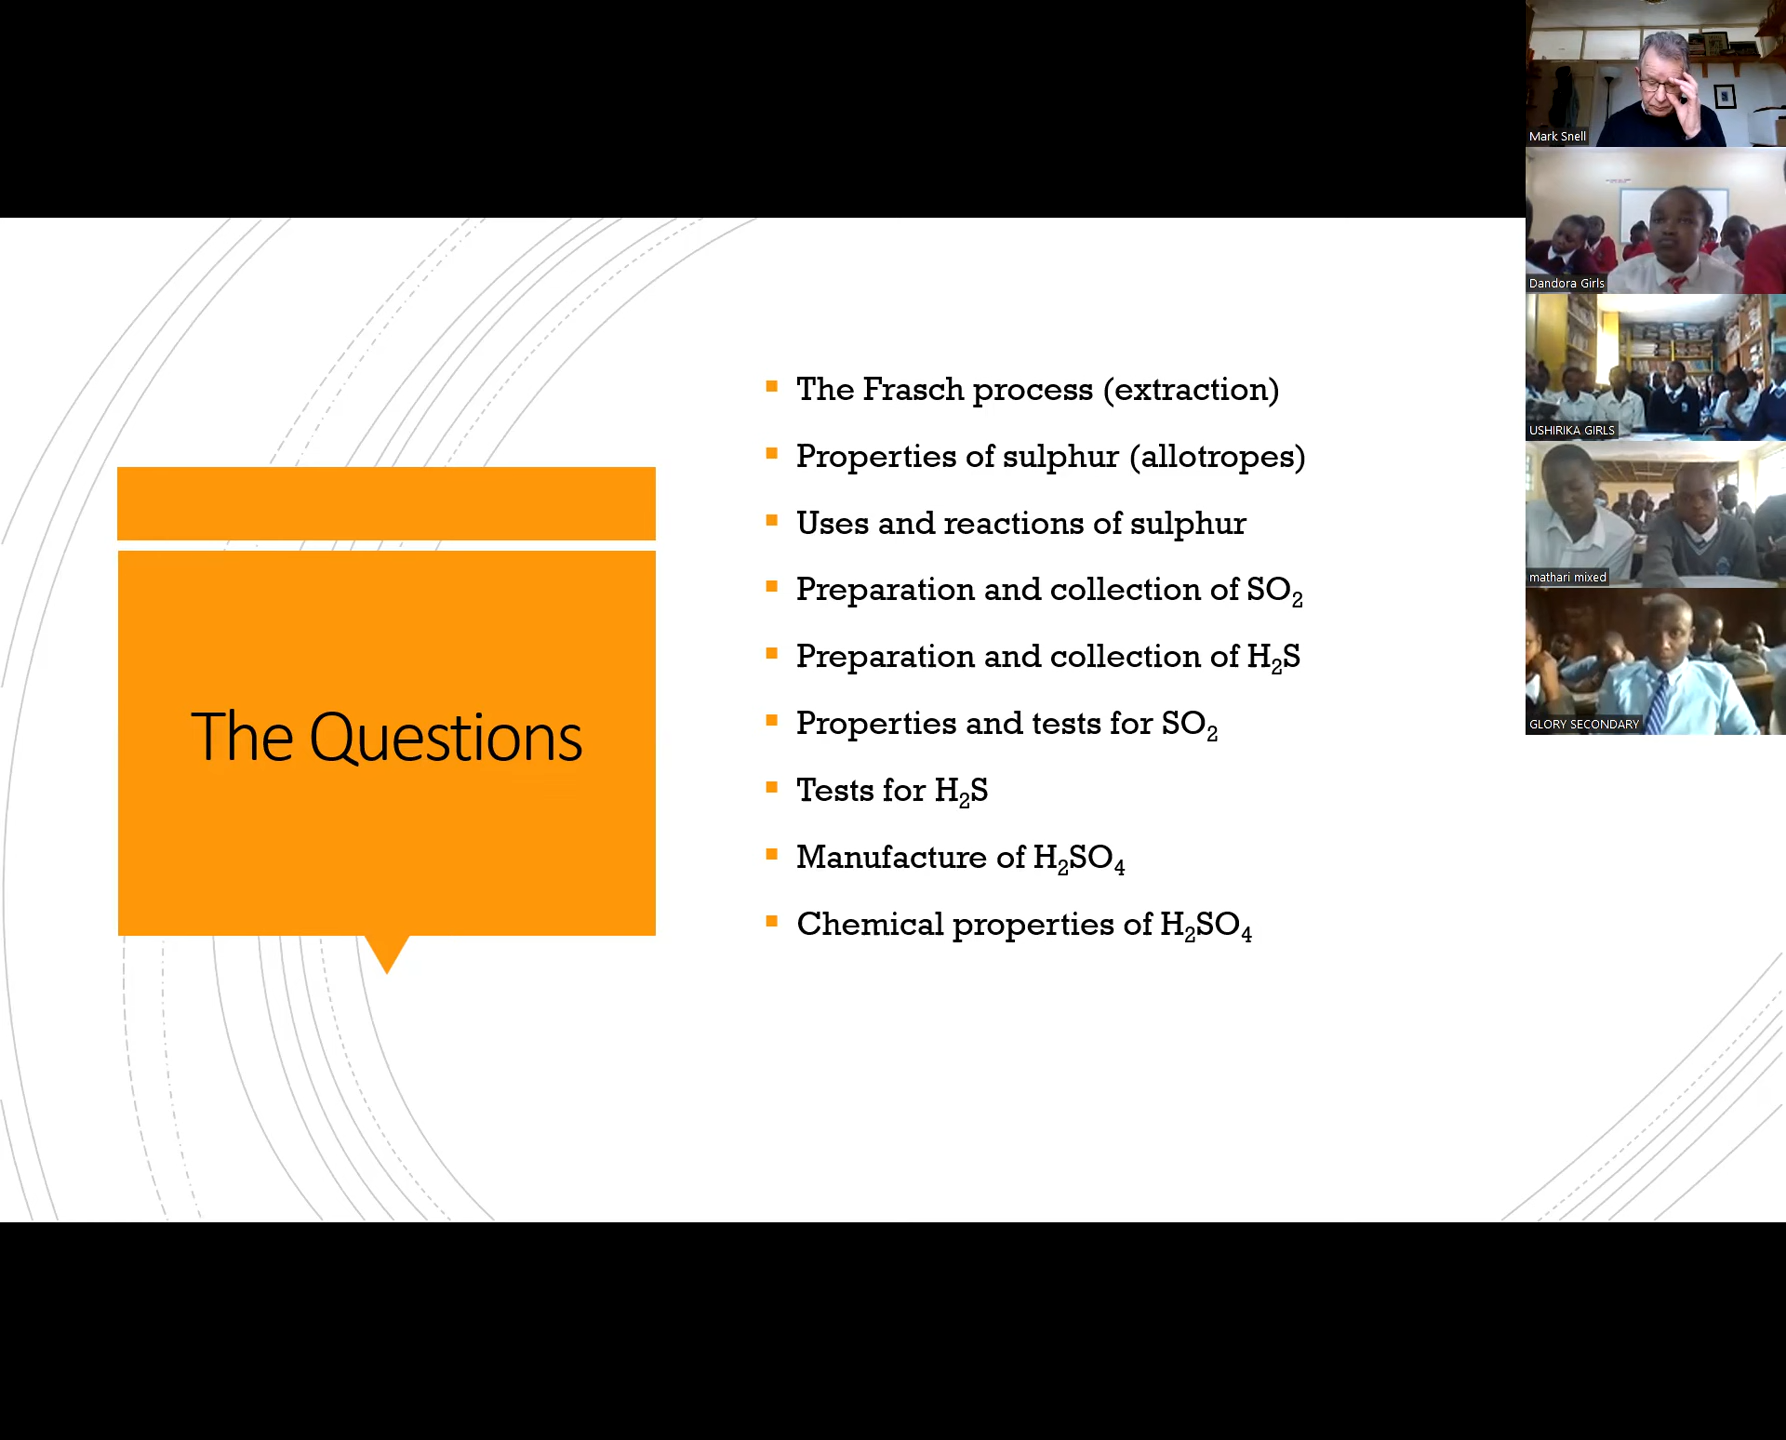 The Questions
▪ The Frasch process (extraction)
▪ Properties of sulphur (allotropes)
▪ Uses and reactions of sulphur
▪ Preparation and collection of SO₂
▪ Preparation and collection of H₂S
▪ Properties and tests for SO₂
▪ Tests for H₂S
▪ Manufacture of H₂SO₄
▪ Chemical properties of H₂SO₄
Mark Snell
Dandora Girls
USHIRIKA GIRLS
mathari mixed
GLORY SECONDARY